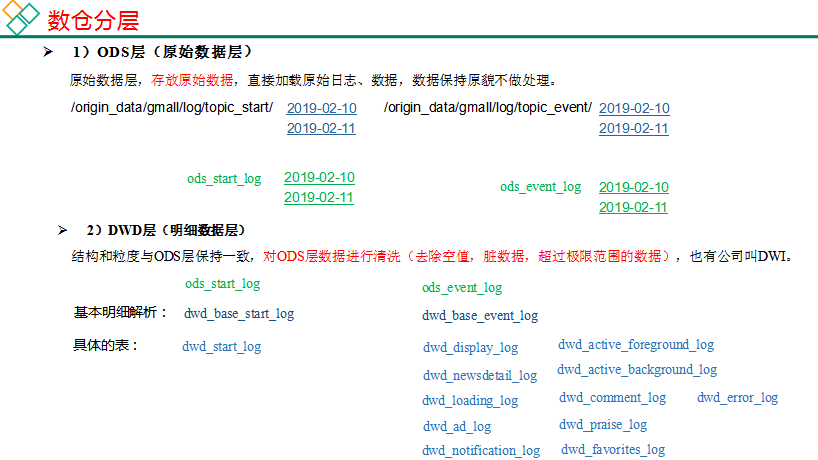 数仓分层
1）ODS层（原始数据层）
原始数据层，存放原始数据，直接加载原始日志、数据，数据保持原貌不做处理。
/origin_data/gmall/log/topic_start/ 2019-02-10 /origin_data/gmall/log/topic_event/ 2019-02-10
2019-02-11 2019-02-11
ods_start_log 2019-02-10 ods_event_log 2019-02-10
2019-02-11 2019-02-11
2）DWD层（明细数据层）
结构和粒度与ODS层保持一致，对ODS层数据进行清洗（去除空值，脏数据，超过极限范围的数据），也有公司叫DWI。
ods_start_log ods_event_log
基本明细解析： dwd_base_start_log dwd_base_event_log
具体的表： dwd_start_log dwd_display_log dwd_active_foreground_log
dwd_newsdetail_log dwd_active_background_log
dwd_loading_log dwd_comment_log dwd_error_log
dwd_ad_log dwd_praise_log
dwd_notification_log dwd_favorites_log